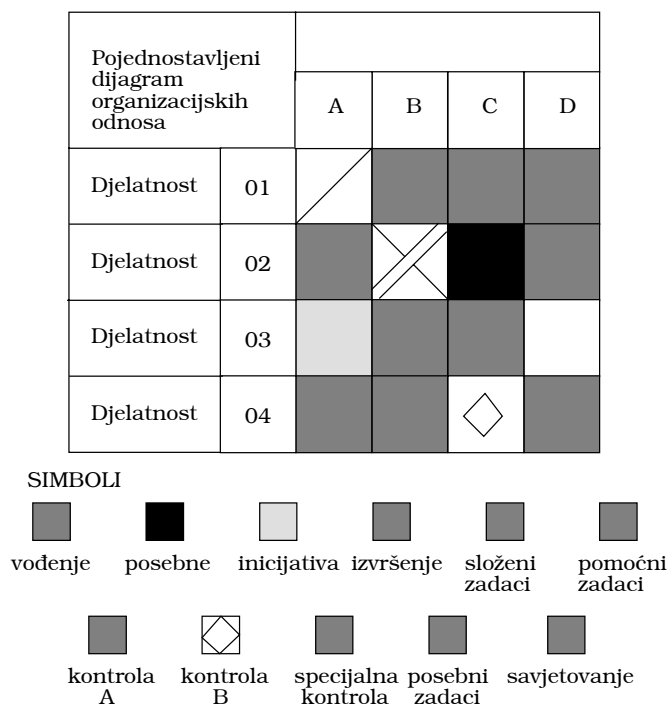 Pojednostavljeni
dijagram
organizacijskih
odnosa
A B C D
Djelatnost 01
Djelatnost 02
Djelatnost 03
Djelatnost 04
SIMBOLI
vođenje posebne inicijativa izvršenje složeni pomoćni
zadaci zadaci
kontrola kontrola specijalna posebni savjetovanje
A B kontrola zadaci